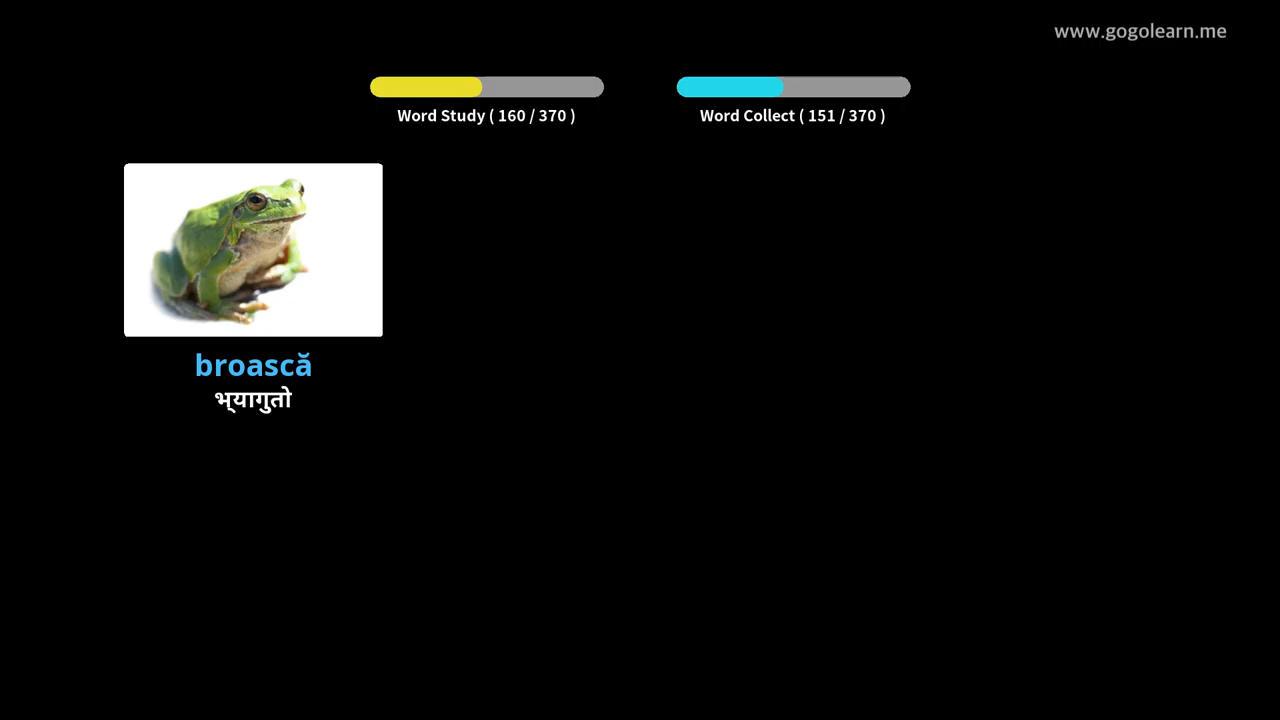 www.gogolearn.me
Word Study ( 160 / 370 )
Word Collect ( 151 / 370 )
broască
भ्यागुतो